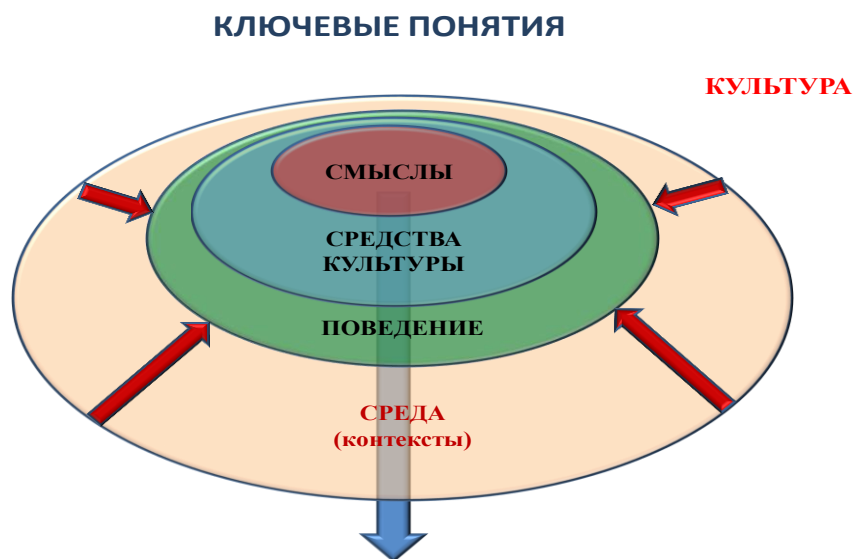 КЛЮЧЕВЫЕ ПОНЯТИЯ
КУЛЬТУРА
СМЫСЛЫ
СРЕДСТВА
КУЛЬТУРЫ
ПОВЕДЕНИЕ
СРЕДА
(контексты)